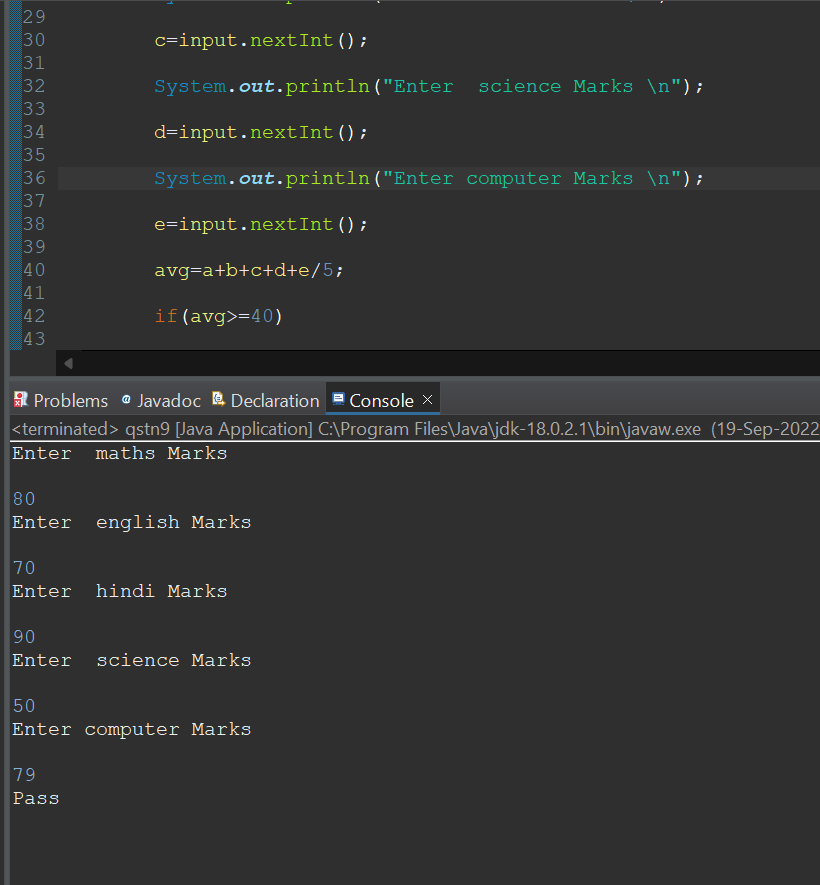 29
30 c=input.nextInt();
31
32 System.out.println("Enter  science Marks \n");
33
34 d=input.nextInt();
35
36 System.out.println("Enter computer Marks \n");
37
38 e=input.nextInt();
39
40 avg=a+b+c+d+e/5;
41
42 if(avg>=40)
43
Problems Javadoc Declaration Console
<terminated> qstn9 [Java Application] C:\Program Files\Java\jdk-18.0.2.1\bin\javaw.exe (19-Sep-2022
Enter  maths Marks
80
Enter  english Marks
70
Enter  hindi Marks
90
Enter  science Marks
50
Enter computer Marks
79
Pass